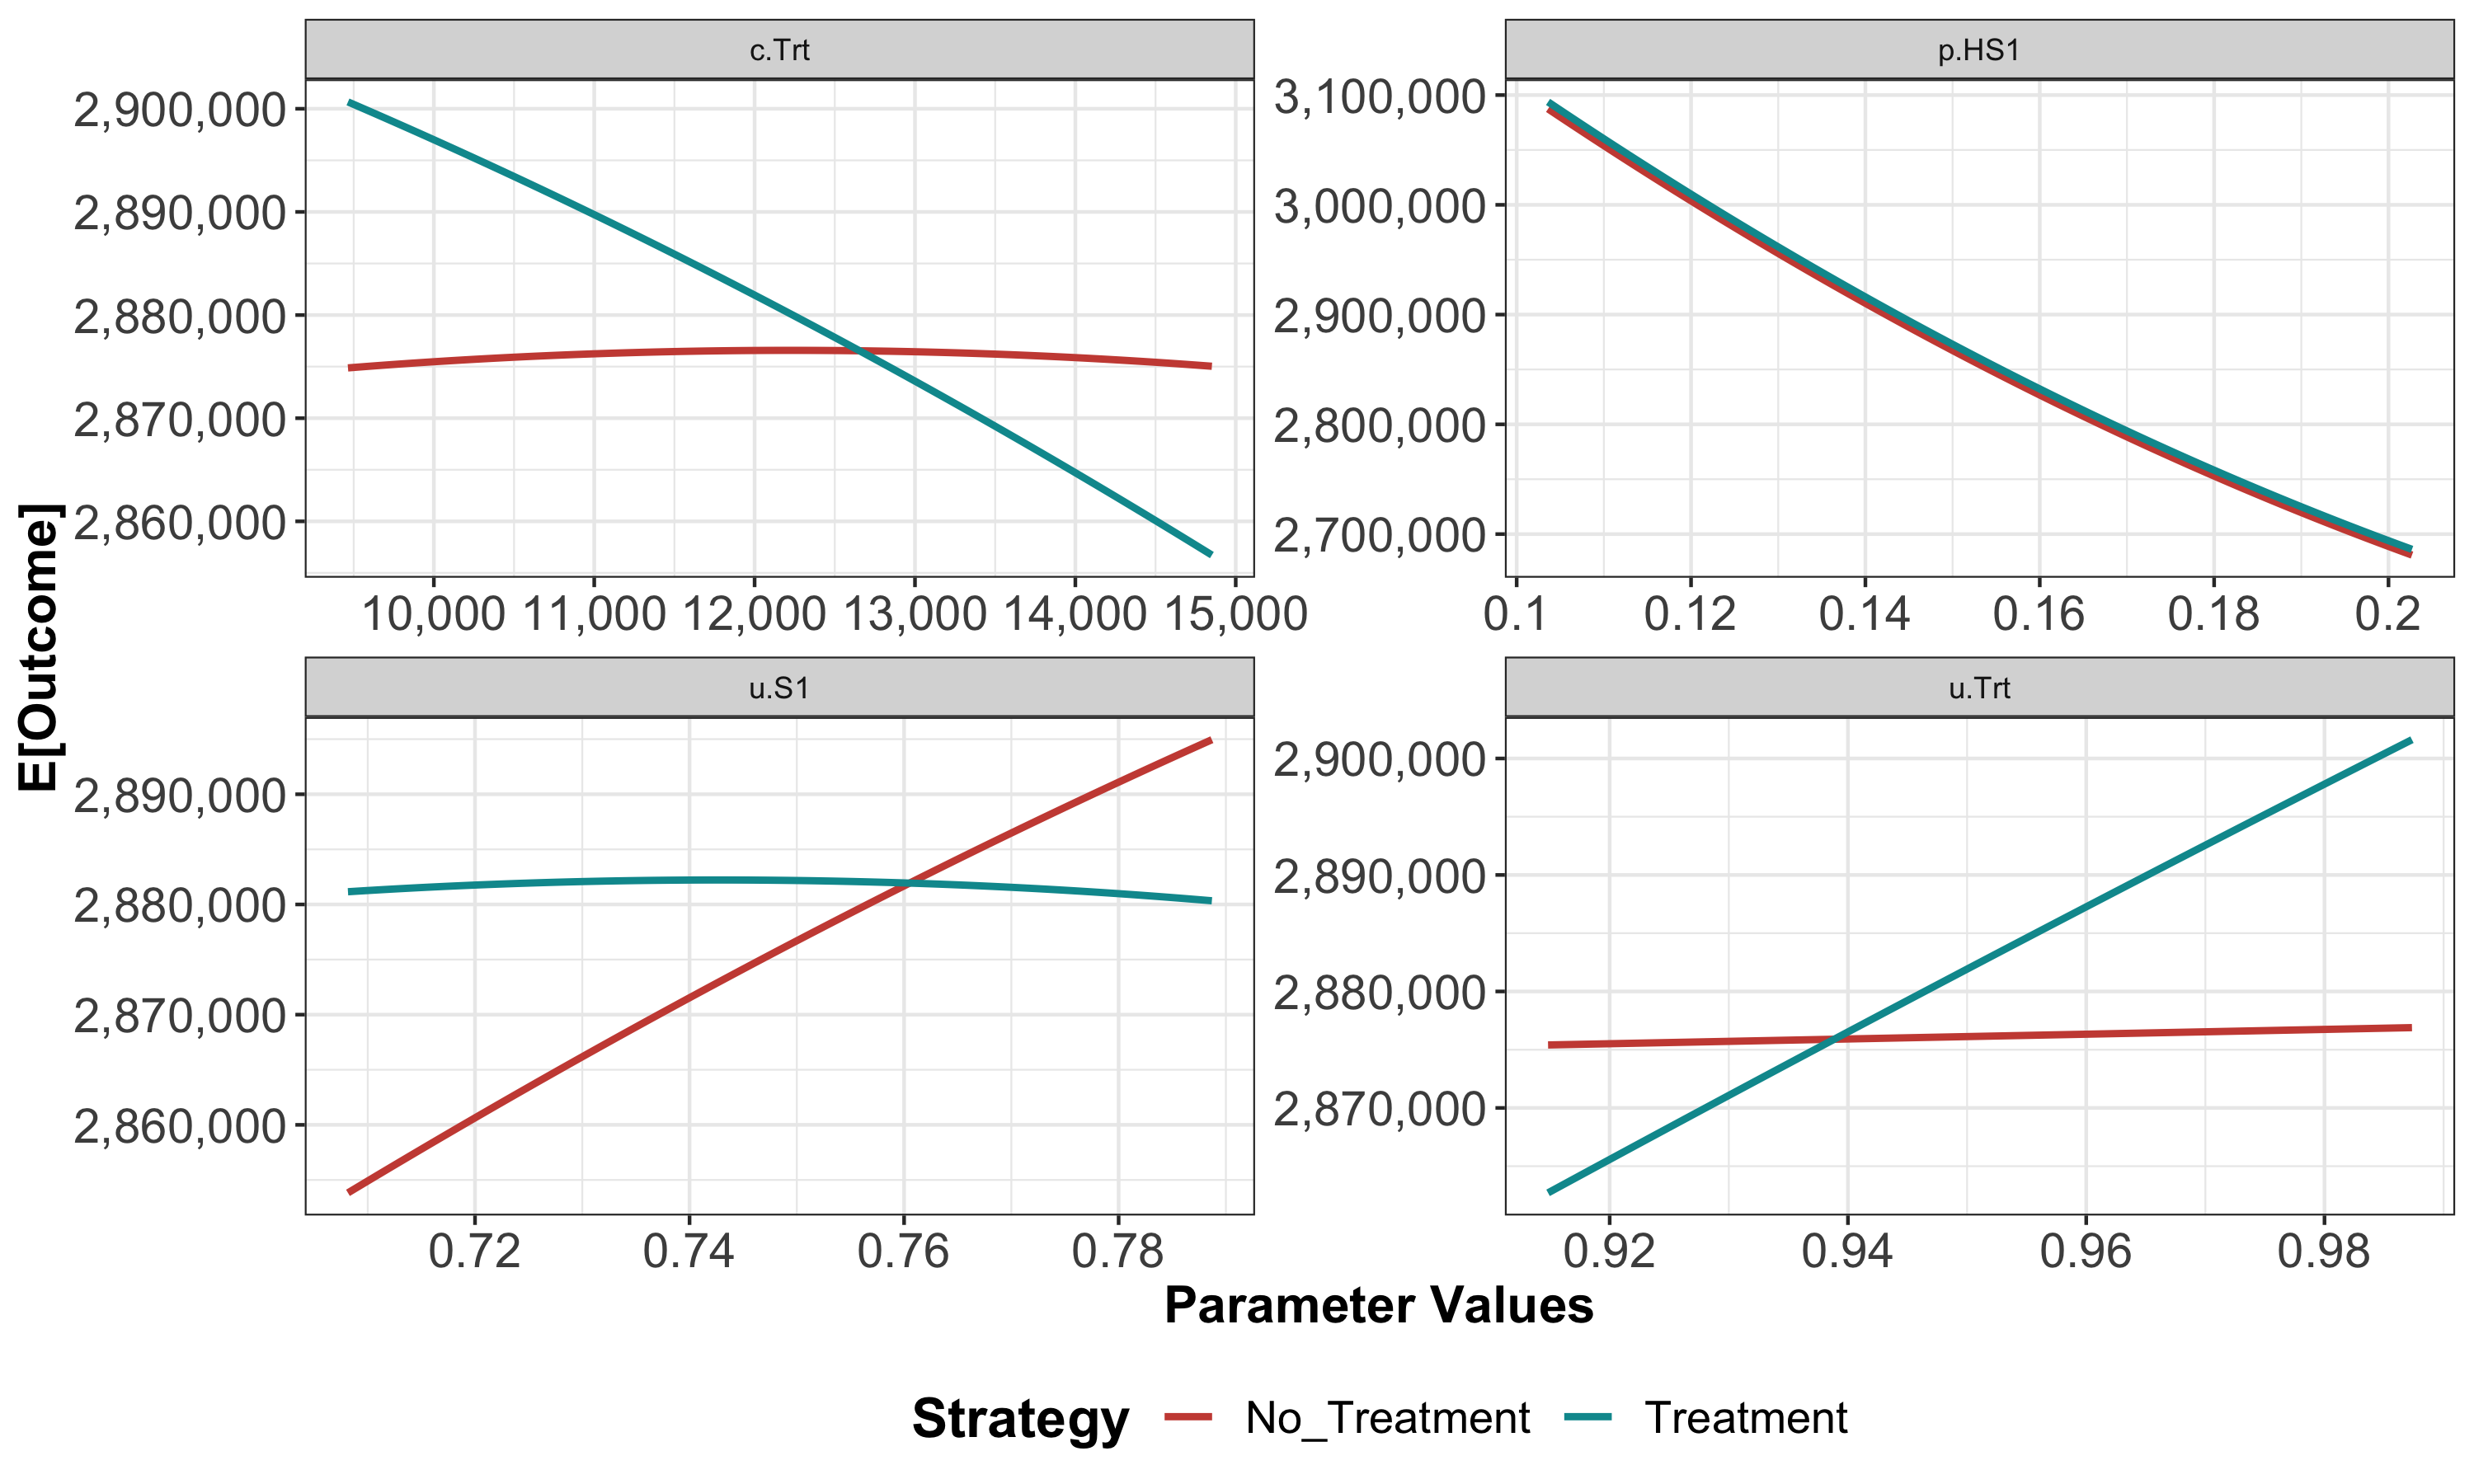 c.Trt
2,900,000
2,890,000
2,880,000
2,870,000
2,860,000
10,000 11,000 12,000 13,000 14,000 15,000
p.HS1
3,100,000
3,000,000
2,900,000
2,800,000
2,700,000
0.1 0.12 0.14 0.16 0.18 0.2
E[Outcome]
u.S1
2,890,000
2,880,000
2,870,000
2,860,000
0.72 0.74 0.76 0.78
u.Trt
2,900,000
2,890,000
2,880,000
2,870,000
0.92 0.94 0.96 0.98
Parameter Values
Strategy No_Treatment Treatment